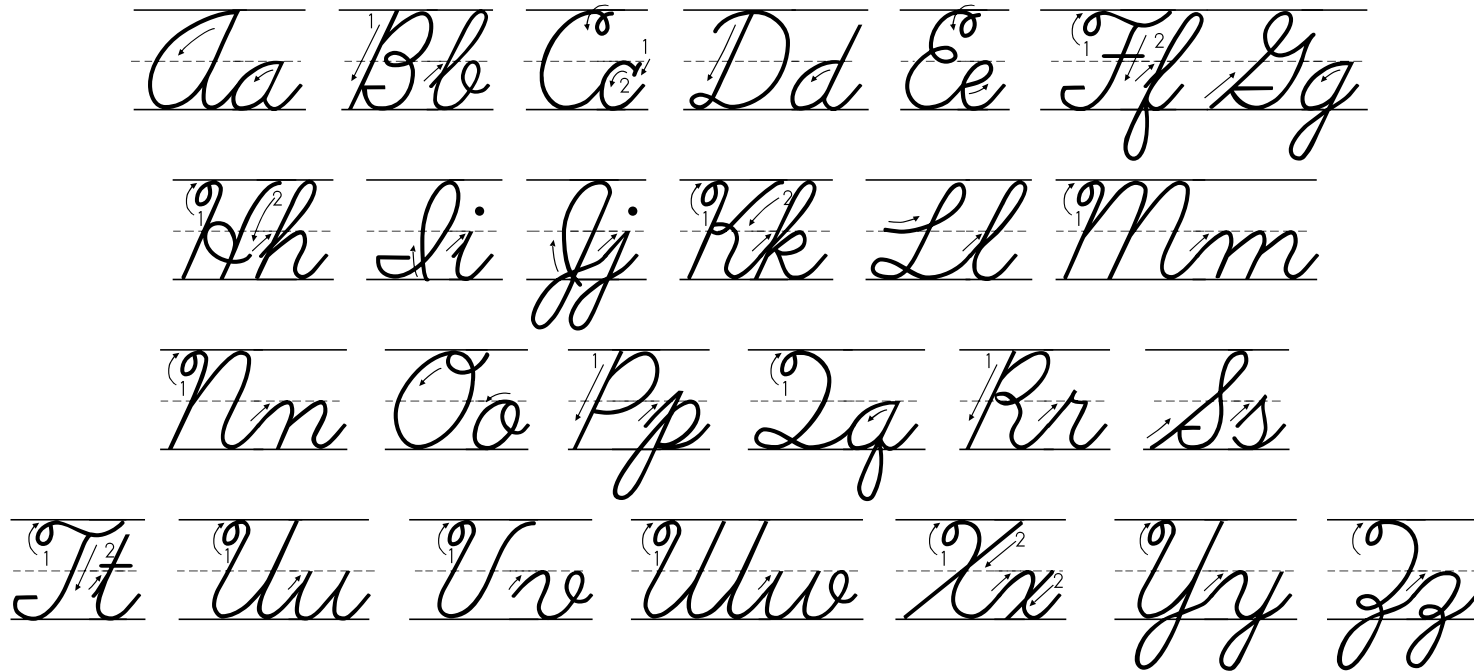 Aa Bb Cc Dd Ee Ff Gg
Hh Ii Jj Kk Ll Mm
Nn Oo Pp Qq Rr Ss
Tt Uu Vv Ww Xx Yy Zz